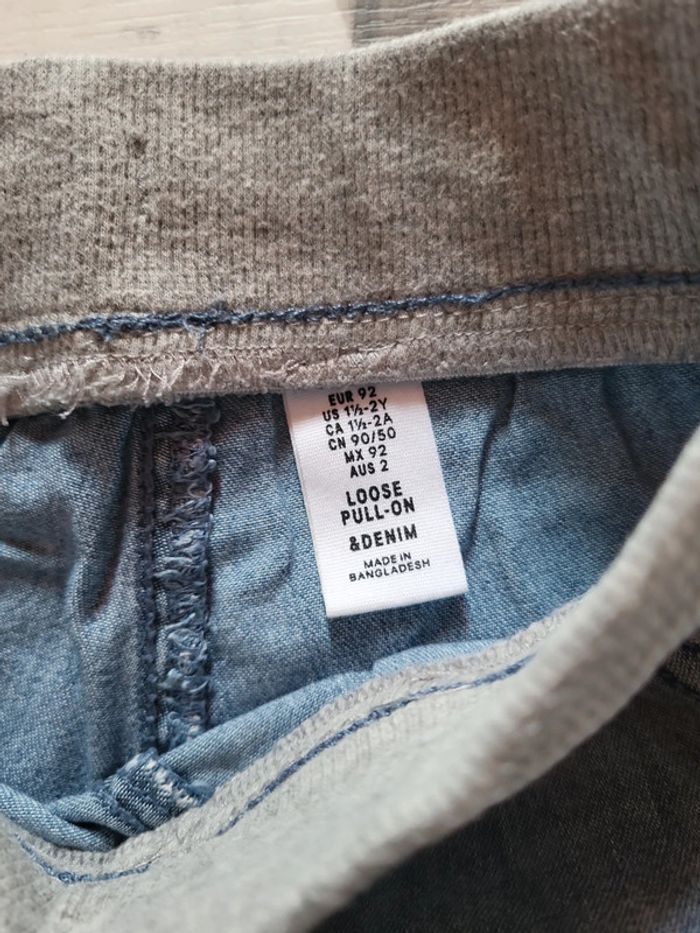 EUR 92
US 1½-2Y
CA 1½-2A
CN 90/50
MX 92
AUS 2
LOOSE
PULL-ON
&DENIM
MADE IN
BANGLADESH